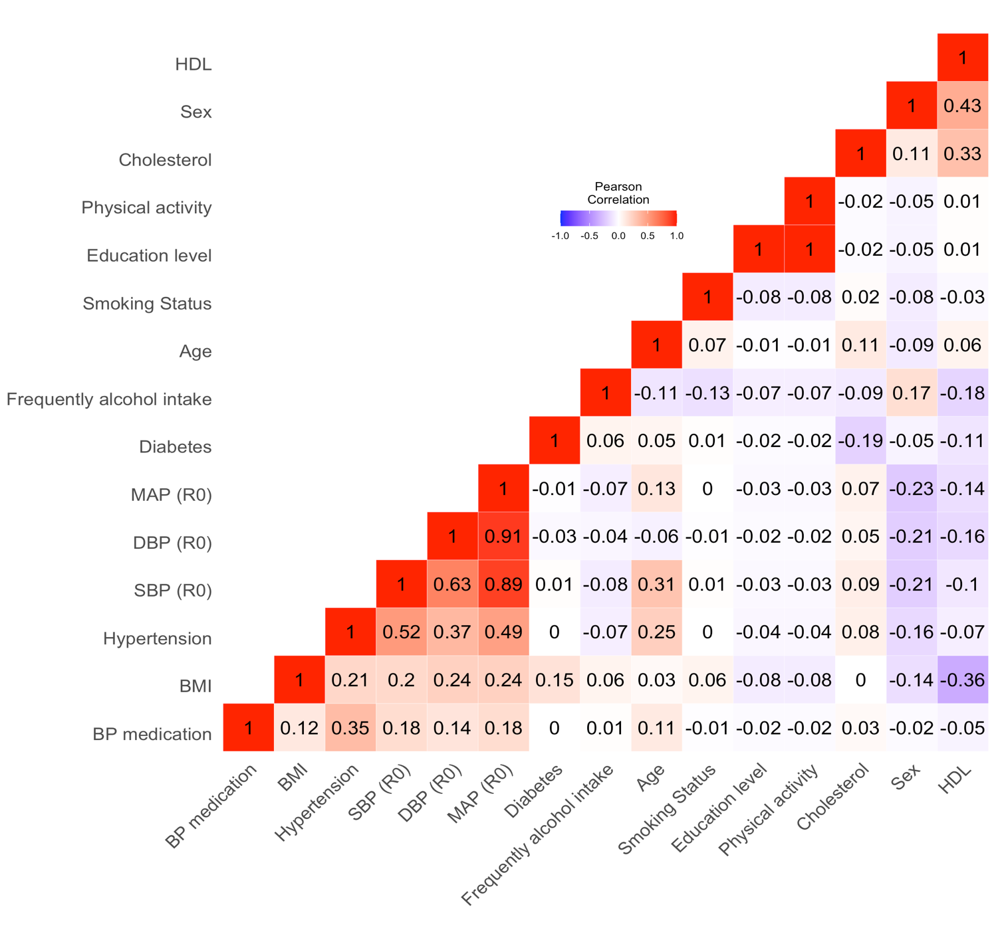 HDL 1
Sex 1 0.43
Cholesterol 1 0.11 0.33
Pearson
Correlation
-1.0 -0.5 0.0 0.5 1.0
Physical activity 1 -0.02 -0.05 0.01
Education level 1 1 -0.02 -0.05 0.01
Smoking Status 1 -0.08 -0.08 0.02 -0.08 -0.03
Age 1 0.07 -0.01 -0.01 0.11 -0.09 0.06
Frequently alcohol intake 1 -0.11 -0.13 -0.07 -0.07 -0.09 0.17 -0.18
Diabetes 1 0.06 0.05 0.01 -0.02 -0.02 -0.19 -0.05 -0.11
MAP (R0) 1 -0.01 -0.07 0.13 0 -0.03 -0.03 0.07 -0.23 -0.14
DBP (R0) 1 0.91 -0.03 -0.04 -0.06 -0.01 -0.02 -0.02 0.05 -0.21 -0.16
SBP (R0) 1 0.63 0.89 0.01 -0.08 0.31 0.01 -0.03 -0.03 0.09 -0.21 -0.1
Hypertension 1 0.52 0.37 0.49 0 -0.07 0.25 0 -0.04 -0.04 0.08 -0.16 -0.07
BMI 1 0.21 0.2 0.24 0.24 0.15 0.06 0.03 0.06 -0.08 -0.08 0 -0.14 -0.36
BP medication 1 0.12 0.35 0.18 0.14 0.18 0 0.01 0.11 -0.01 -0.02 -0.02 0.03 -0.02 -0.05
BP medication
BMI
Hypertension
SBP (R0)
DBP (R0)
MAP (R0)
Diabetes
Frequently alcohol intake
Age
Smoking Status
Education level
Physical activity
Cholesterol
Sex
HDL